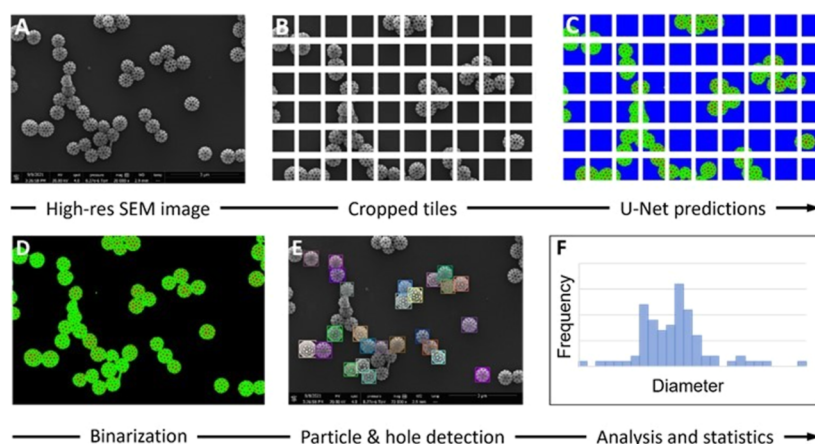 A
B
C
High-res SEM image
Cropped tiles
U-Net predictions
D
E
F
Frequency
Diameter
Binarization
Particle & hole detection
Analysis and statistics